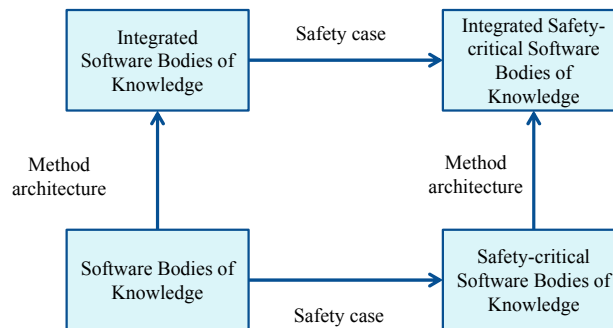 Integrated
Software Bodies of
Knowledge
Safety case
Integrated Safety-
critical Software
Bodies of
Knowledge
Method
architecture
Method
architecture
Software Bodies of
Knowledge
Safety case
Safety-critical
Software Bodies of
Knowledge